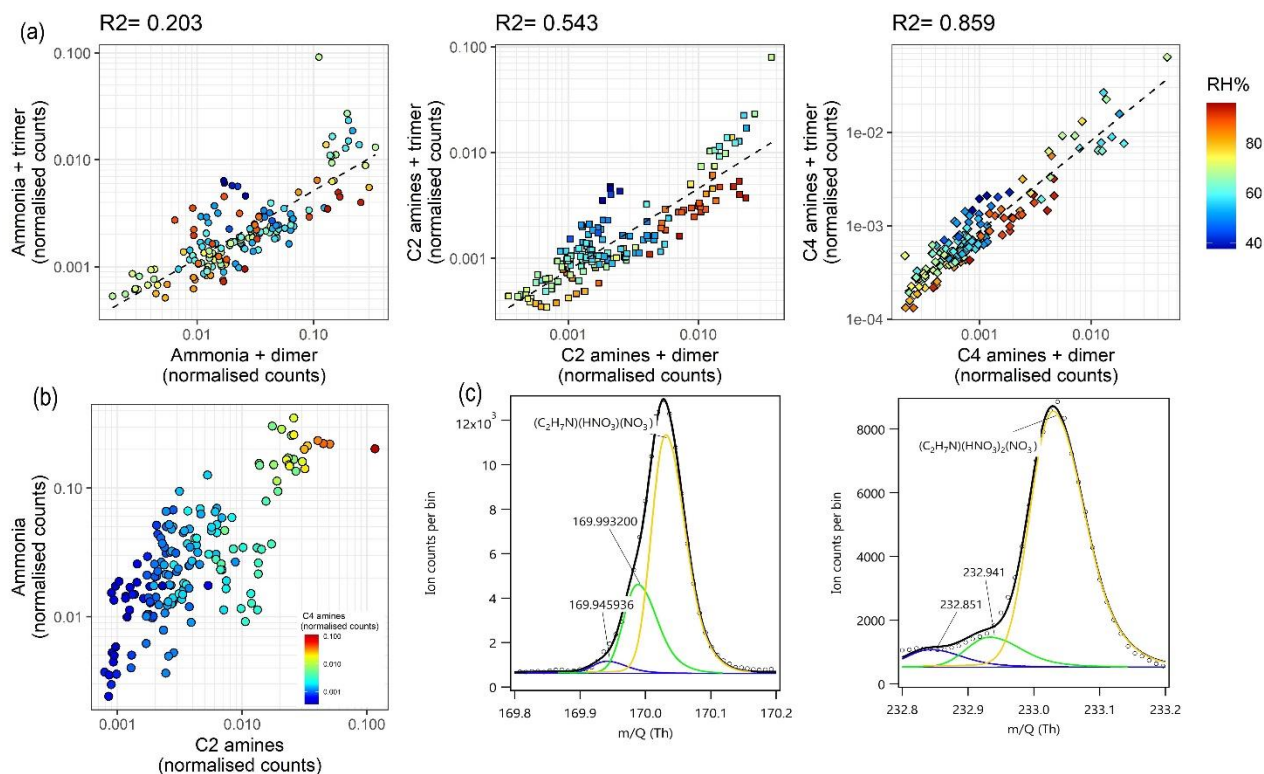 (a)
R2= 0.203
R2= 0.543
R2= 0.859
Ammonia + trimer
(normalised counts)
0.100
0.010
0.001
0.01
0.10
Ammonia + dimer
(normalised counts)
C2 amines + trimer
(normalised counts)
0.100
0.010
0.001
0.001
0.010
C2 amines + dimer
(normalised counts)
C4 amines + trimer
(normalised counts)
1e-02
1e-03
1e-04
0.001
0.010
C4 amines + dimer
(normalised counts)
RH%
80
60
40
(b)
Ammonia
(normalised counts)
0.10
0.01
0.001
0.010
0.100
C2 amines
(normalised counts)
C4 amines
(normalised counts)
0.100
0.010
0.001
(c)
Ion counts per bin
12x10³
10
8
6
4
2
0
(C₂H₇N)(HNO₃)(NO₃)
169.993200
169.945936
169.8
169.9
170.0
170.1
170.2
m/Q (Th)
Ion counts per bin
8000
6000
4000
2000
0
(C₂H₇N)(HNO₃)₂(NO₃)
232.941
232.851
232.8
232.9
233.0
233.1
233.2
m/Q (Th)